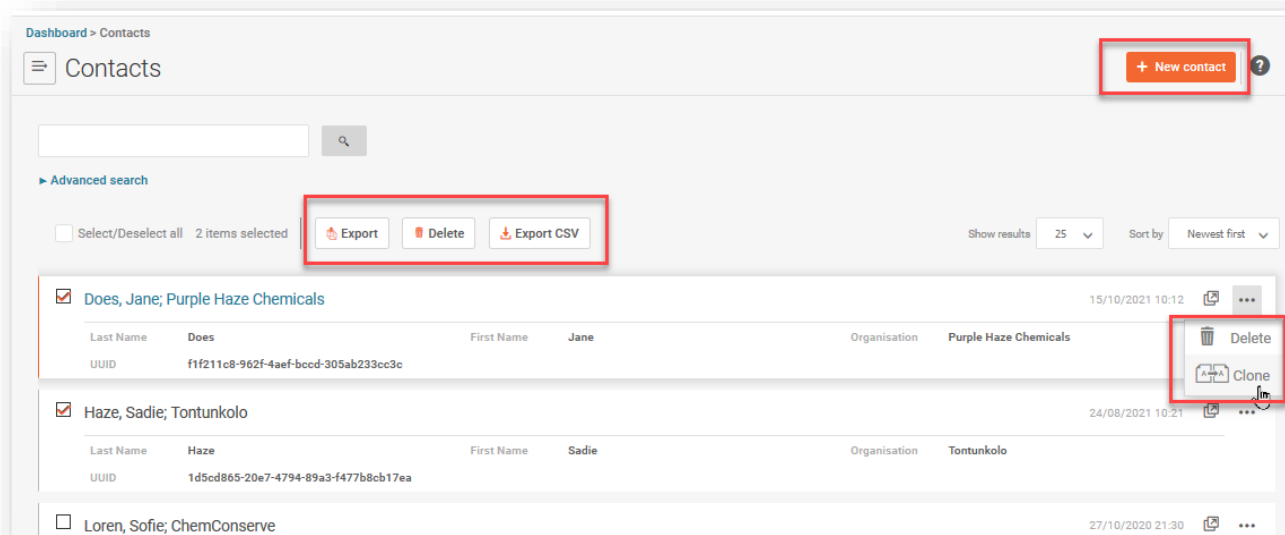 Dashboard > Contacts
Contacts
+ New contact
?
▸ Advanced search
Select/Deselect all 2 items selected Export Delete Export CSV Show results 25 Sort by Newest first
Does, Jane; Purple Haze Chemicals 15/10/2021 10:12
Last Name Does First Name Jane Organisation Purple Haze Chemicals
UUID f1f211c8-962f-4aef-bccd-305ab233cc3c
Delete
Clone
Haze, Sadie; Tontunkolo 24/08/2021 10:21
Last Name Haze First Name Sadie Organisation Tontunkolo
UUID 1d5cd865-20e7-4794-89a3-f477b8cb17ea
Loren, Sofie; ChemConserve 27/10/2020 21:30